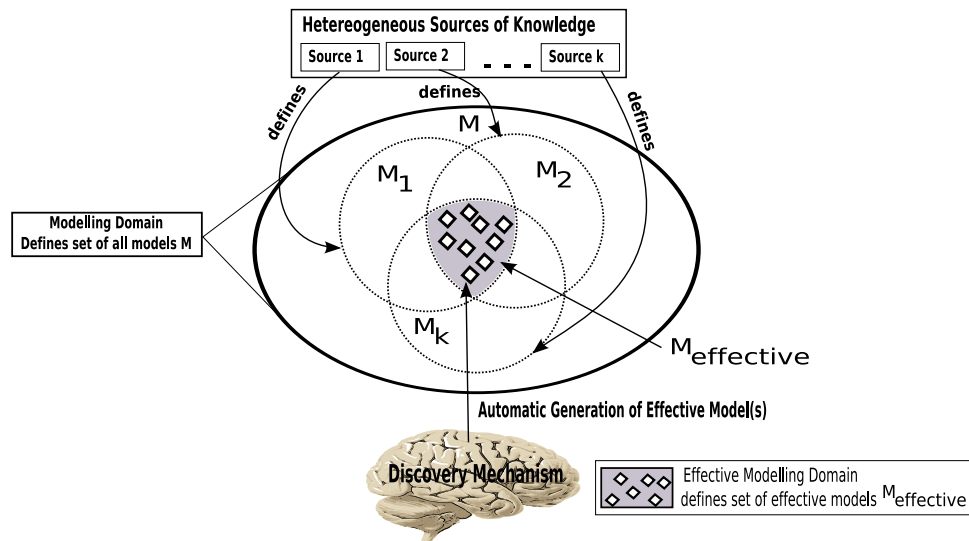 Hetereogeneous Sources of Knowledge
Source 1
Source 2
- - -
Source k
defines
defines
defines
M
M1
M2
Modelling Domain
Defines set of all models M
Mk
Meffective
Automatic Generation of Effective Model(s)
Discovery Mechanism
Effective Modelling Domain
defines set of effective models Meffective